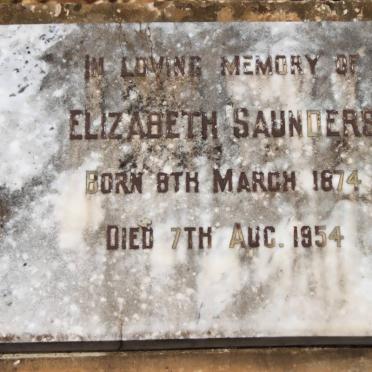 IN LOVING MEMORY OF
ELIZABETH SAUNDERS
BORN 8TH MARCH 1874
DIED 7TH AUG. 1954